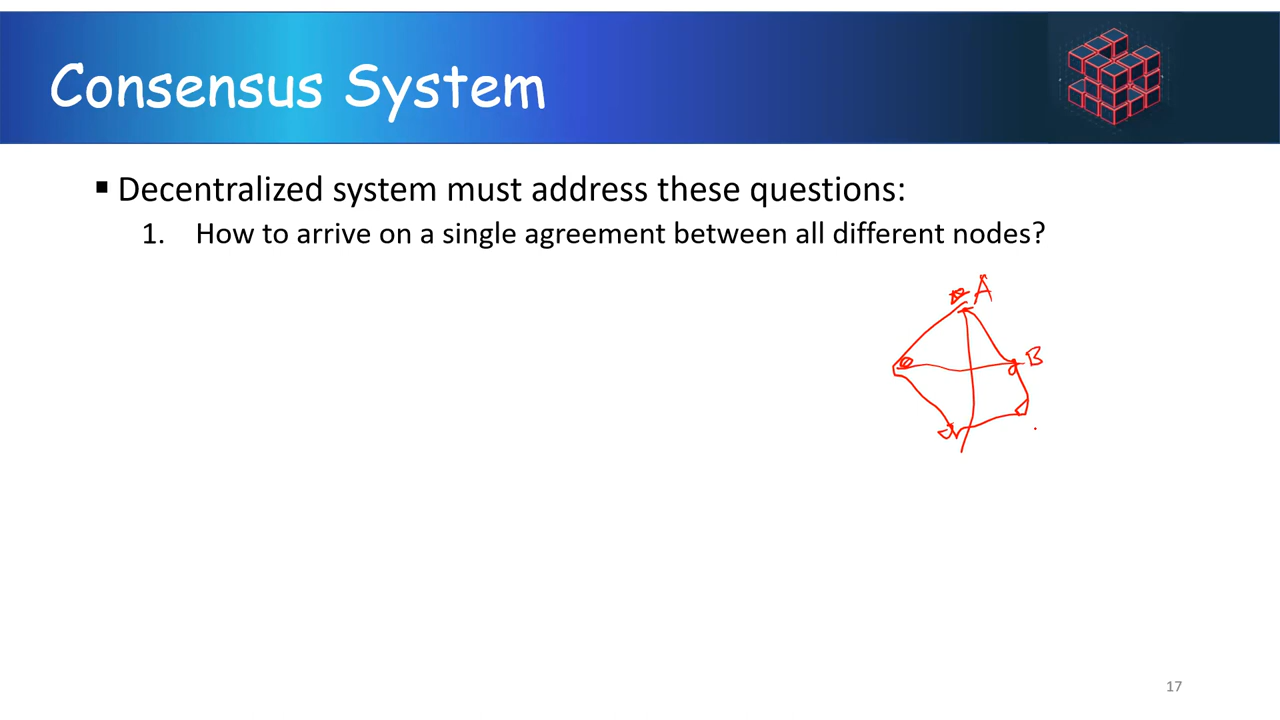 Consensus System
▪ Decentralized system must address these questions:
1. How to arrive on a single agreement between all different nodes?
A
B
17